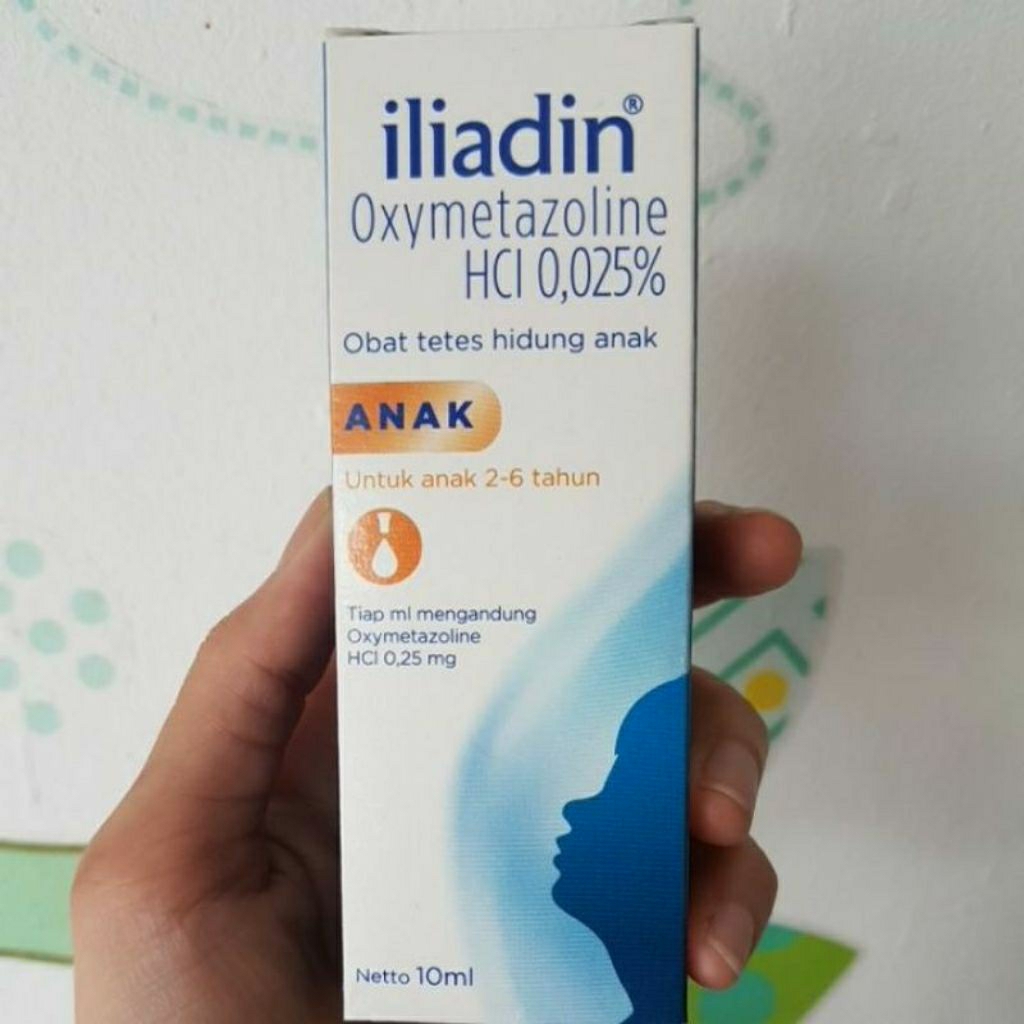 iliadin®
Oxymetazoline
HCl 0,025%
Obat tetes hidung anak
ANAK
Untuk anak 2-6 tahun
Tiap ml mengandung
Oxymetazoline
HCl 0,25 mg
Netto 10ml